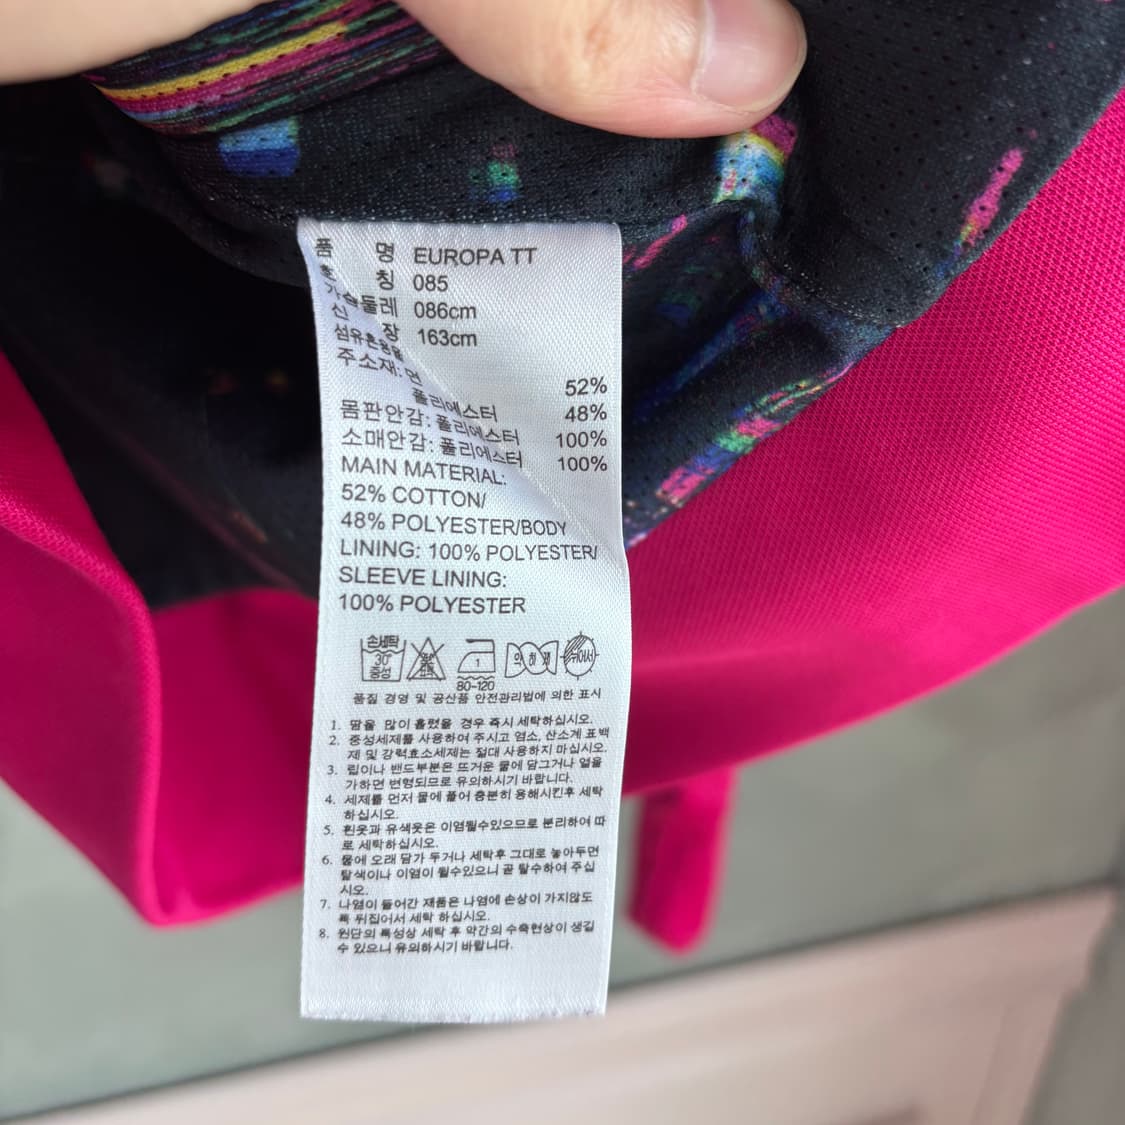 품 명 EUROPA TT
호 칭 085
가슴둘레 086cm
신 장 163cm
섬유혼용율
주소재: 면 52%
폴리에스터 48%
몸판안감: 폴리에스터 100%
소매안감: 폴리에스터 100%
MAIN MATERIAL:
52% COTTON/
48% POLYESTER/BODY
LINING: 100% POLYESTER/
SLEEVE LINING:
100% POLYESTER
손세탁 30° 중성 1 80-120 약하게 뉘어서
품질 경영 및 공산품 안전관리법에 의한 표시
1. 땀을 많이 흘렸을 경우 즉시 세탁하십시오.
2. 중성세제를 사용하여 주시고 염소, 산소계 표백
제 및 강력효소세제는 절대 사용하지 마십시오.
3. 립이나 밴드부분은 뜨거운 물에 담그거나 열을
가하면 변형되므로 유의하시기 바랍니다.
4. 세제를 먼저 물에 풀어 충분히 용해시킨후 세탁
하십시오.
5. 흰옷과 유색옷은 이염될수있으므로 분리하여 따
로 세탁하십시오.
6. 물에 오래 담가 두거나 세탁후 그대로 놓아두면
탈색이나 이염이 될수있으니 곧 탈수하여 주십
시오.
7. 나염이 들어간 제품은 나염에 손상이 가지않도
록 뒤집어서 세탁 하십시오.
8. 원단의 특성상 세탁 후 약간의 수축현상이 생길
수 있으니 유의하시기 바랍니다.